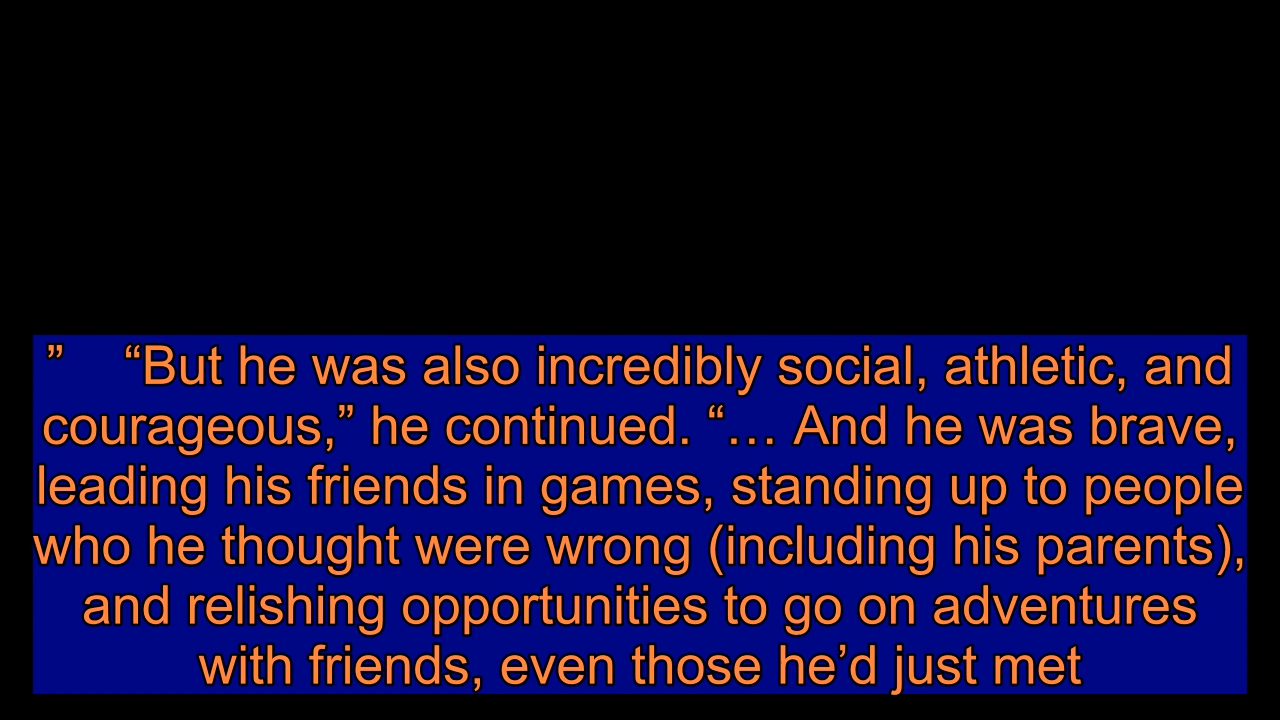 ”    “But he was also incredibly social, athletic, and
courageous,” he continued. “… And he was brave,
leading his friends in games, standing up to people
who he thought were wrong (including his parents),
and relishing opportunities to go on adventures
with friends, even those he’d just met